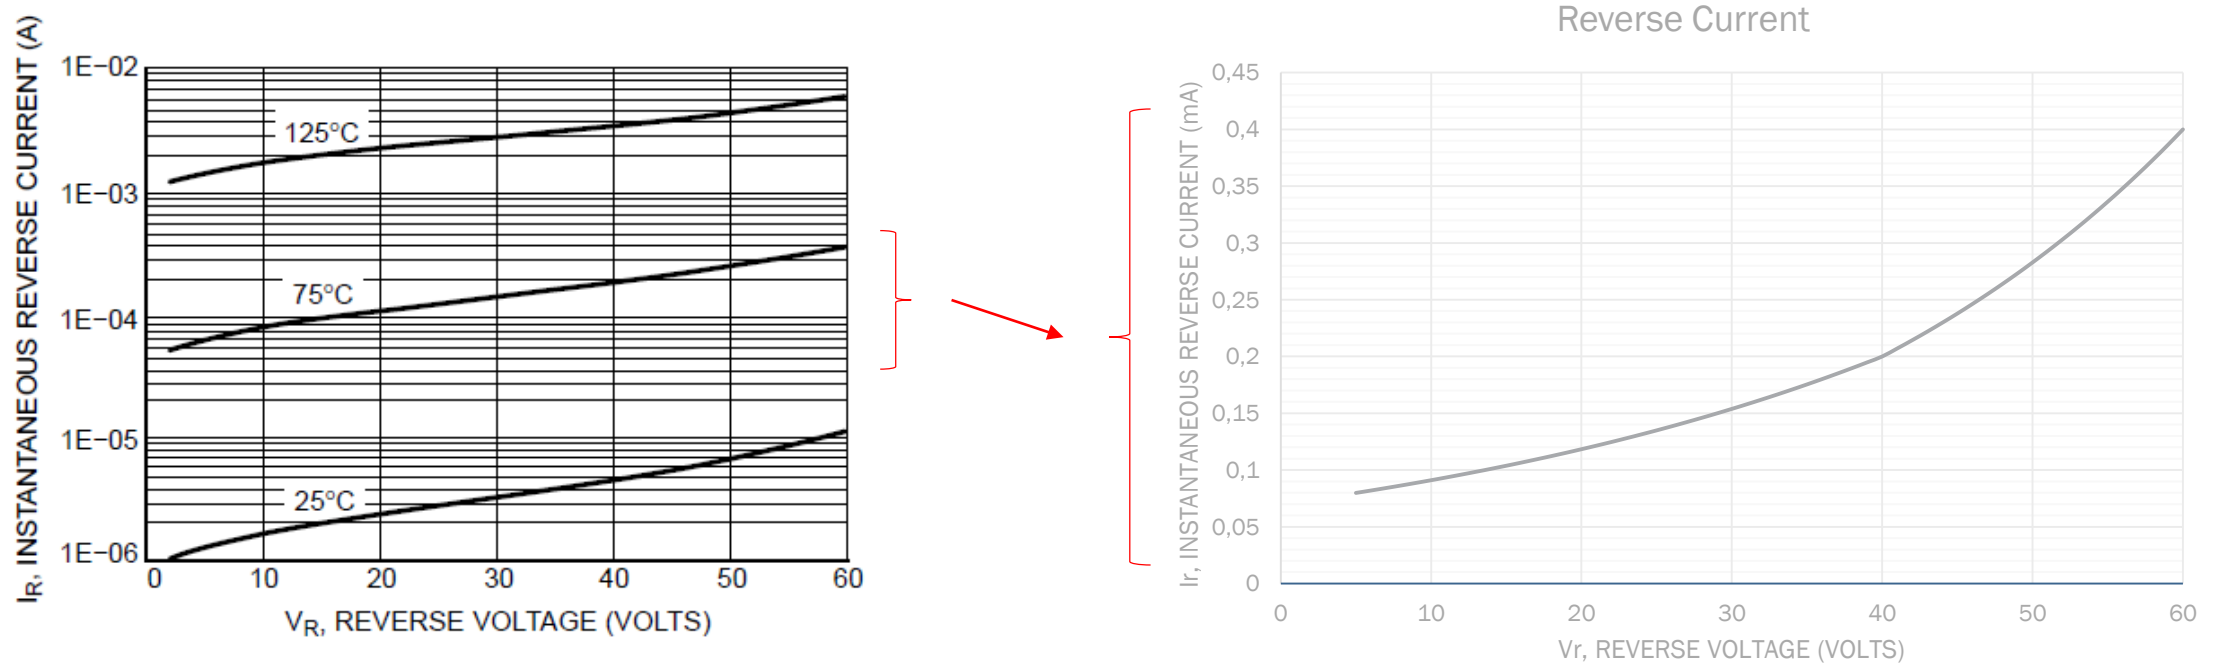 I_R, INSTANTANEOUS REVERSE CURRENT (A)
1E−02
1E−03
1E−04
1E−05
1E−06
125°C
75°C
25°C
0 10 20 30 40 50 60
V_R, REVERSE VOLTAGE (VOLTS)
Reverse Current
Ir, INSTANTANEOUS REVERSE CURRENT (mA)
0,45
0,4
0,35
0,3
0,25
0,2
0,15
0,1
0,05
0
0 10 20 30 40 50 60
Vr, REVERSE VOLTAGE (VOLTS)